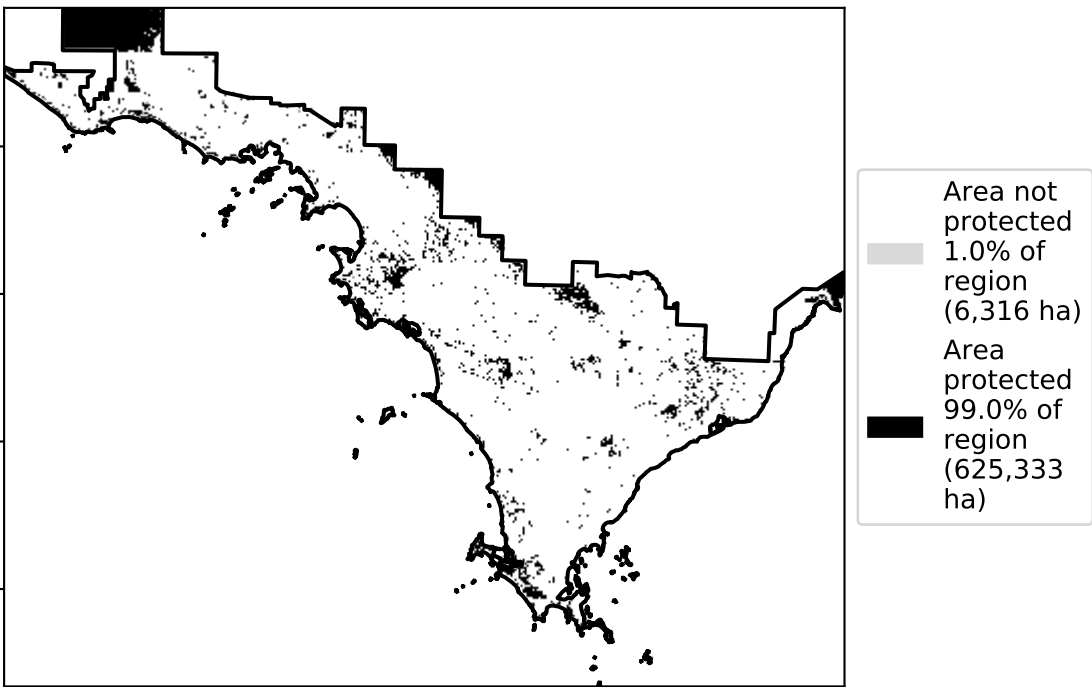 Area not
protected
1.0% of
region
(6,316 ha)
Area
protected
99.0% of
region
(625,333
ha)